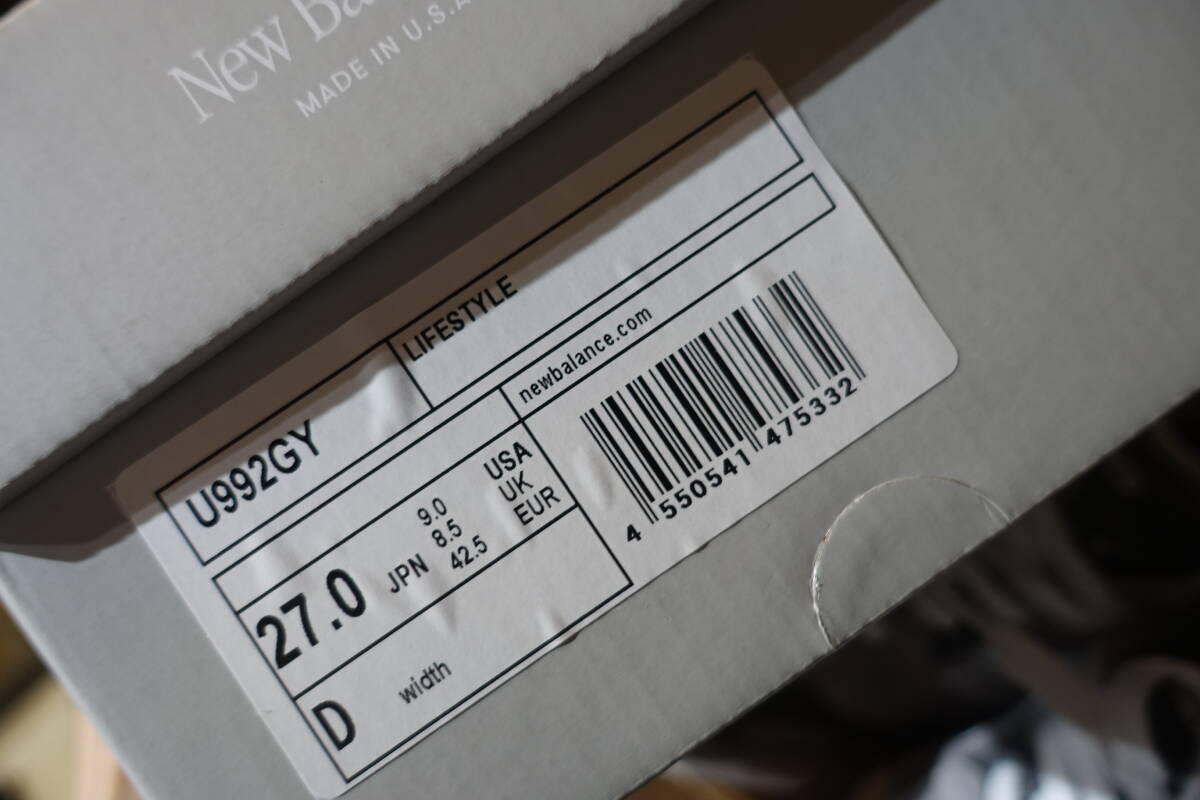 New Ba
MADE IN U.S.A
U992GY
LIFESTYLE
newbalance.com
27.0 JPN
9.0 USA
8.5 UK
42.5 EUR
D width
4 550541 475332